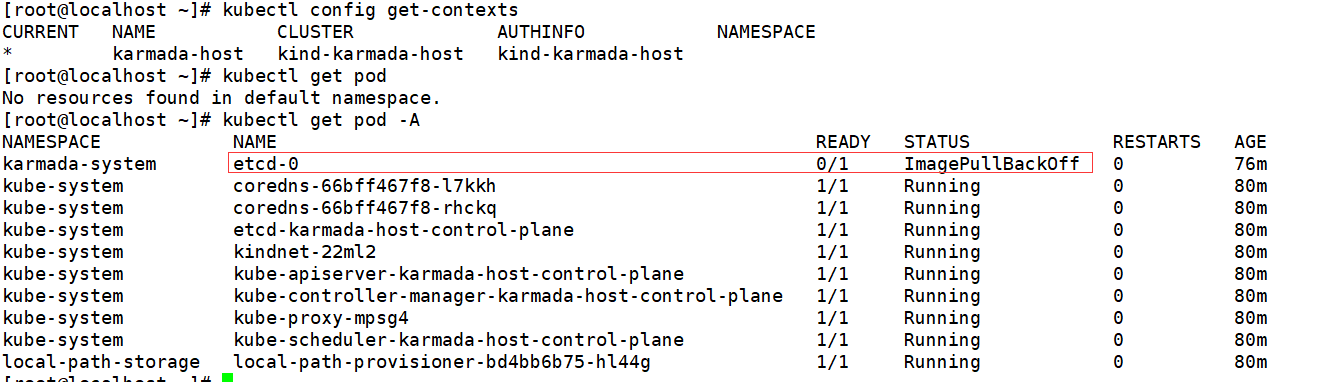 [root@localhost ~]# kubectl config get-contexts
CURRENT   NAME           CLUSTER             AUTHINFO            NAMESPACE
*         karmada-host   kind-karmada-host   kind-karmada-host
[root@localhost ~]# kubectl get pod
No resources found in default namespace.
[root@localhost ~]# kubectl get pod -A
NAMESPACE            NAME                                                 READY   STATUS             RESTARTS   AGE
karmada-system       etcd-0                                               0/1     ImagePullBackOff   0          76m
kube-system          coredns-66bff467f8-l7kkh                             1/1     Running            0          80m
kube-system          coredns-66bff467f8-rhckq                             1/1     Running            0          80m
kube-system          etcd-karmada-host-control-plane                      1/1     Running            0          80m
kube-system          kindnet-22ml2                                        1/1     Running            0          80m
kube-system          kube-apiserver-karmada-host-control-plane            1/1     Running            0          80m
kube-system          kube-controller-manager-karmada-host-control-plane   1/1     Running            0          80m
kube-system          kube-proxy-mpsg4                                     1/1     Running            0          80m
kube-system          kube-scheduler-karmada-host-control-plane            1/1     Running            0          80m
local-path-storage   local-path-provisioner-bd4bb6b75-hl44g               1/1     Running            0          80m
[root@localhost ~]#